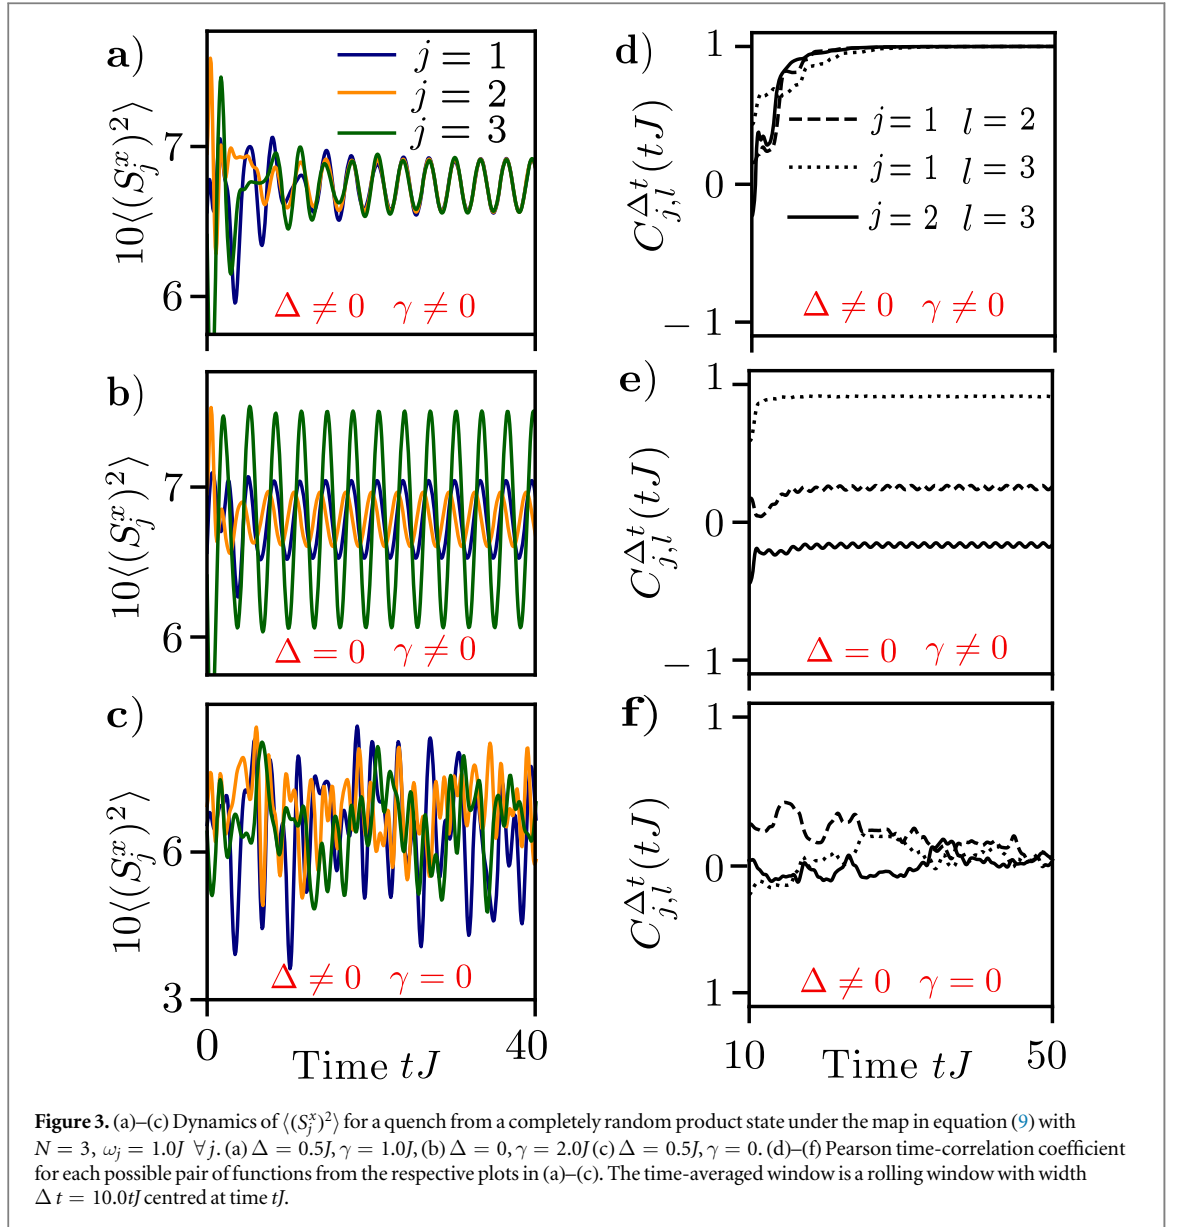 a)
j = 1
j = 2
j = 3
10⟨(S_j^x)^2⟩
7
6
Δ ≠ 0 γ ≠ 0
d)
1
0
− 1
C_{j,l}^{Δt}(tJ)
j = 1 l = 2
j = 1 l = 3
j = 2 l = 3
Δ ≠ 0 γ ≠ 0
b)
10⟨(S_j^x)^2⟩
7
6
Δ = 0 γ ≠ 0
e)
1
0
− 1
C_{j,l}^{Δt}(tJ)
Δ = 0 γ ≠ 0
c)
10⟨(S_j^x)^2⟩
6
3
Δ ≠ 0 γ = 0
0
40
Time tJ
f)
1
0
1
C_{j,l}^{Δt}(tJ)
Δ ≠ 0 γ = 0
10
50
Time tJ
Figure 3. (a)–(c) Dynamics of ⟨(S_j^x)^2⟩ for a quench from a completely random product state under the map in equation (9) with
N = 3, ω_j = 1.0J ∀ j. (a) Δ = 0.5J, γ = 1.0J, (b) Δ = 0, γ = 2.0J (c) Δ = 0.5J, γ = 0. (d)–(f) Pearson time-correlation coefficient
for each possible pair of functions from the respective plots in (a)–(c). The time-averaged window is a rolling window with width
Δ t = 10.0tJ centred at time tJ.